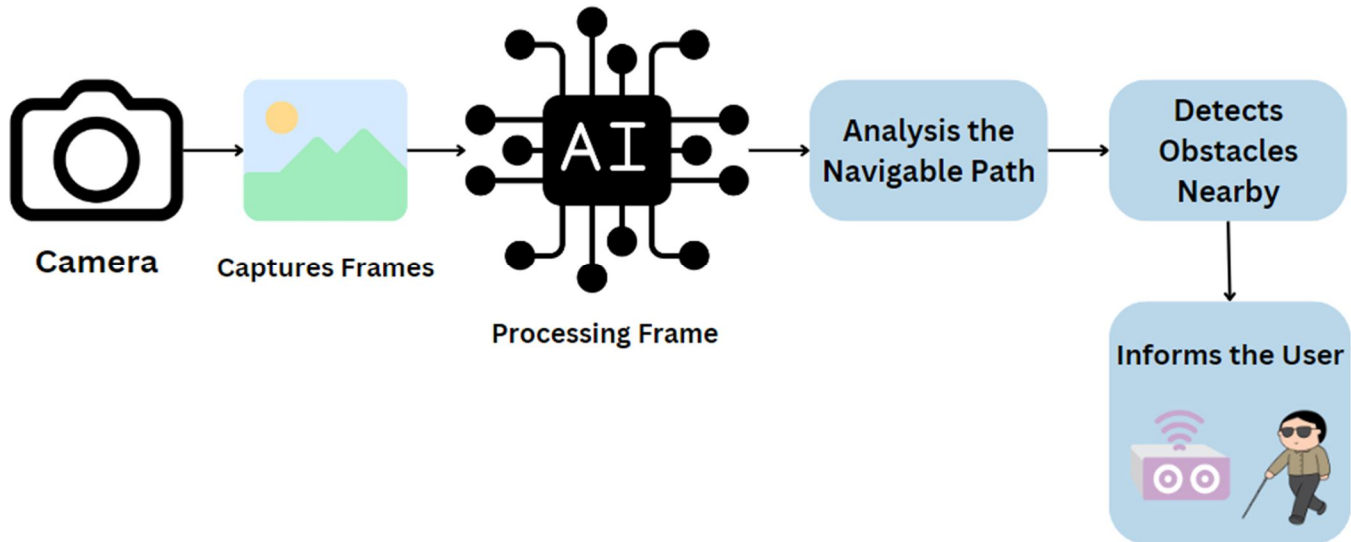 Camera
Captures Frames
AI
Processing Frame
Analysis the
Navigable Path
Detects
Obstacles
Nearby
Informs the User